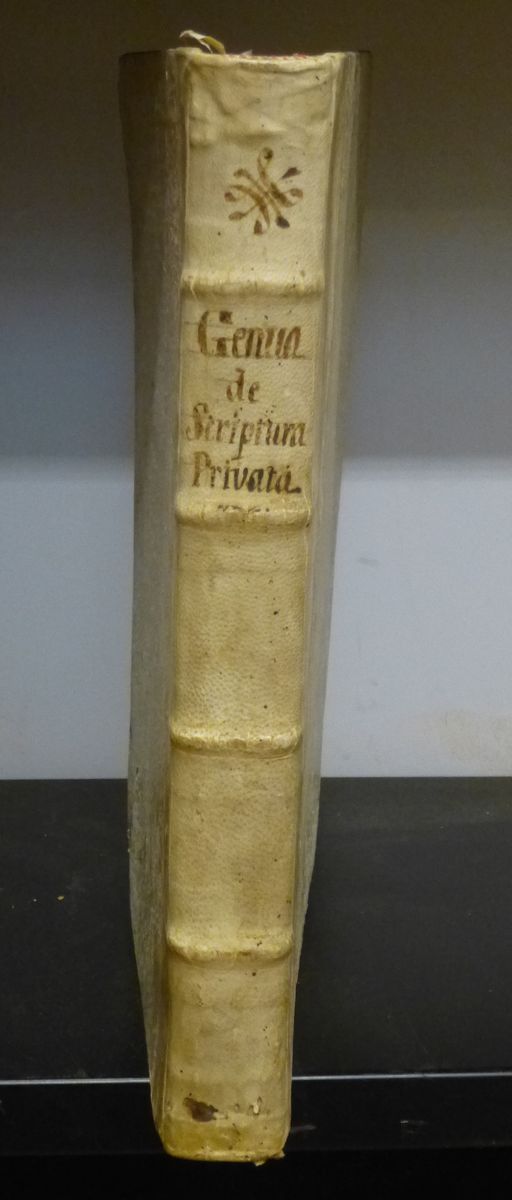 Genua
de
Scriptura
Privata